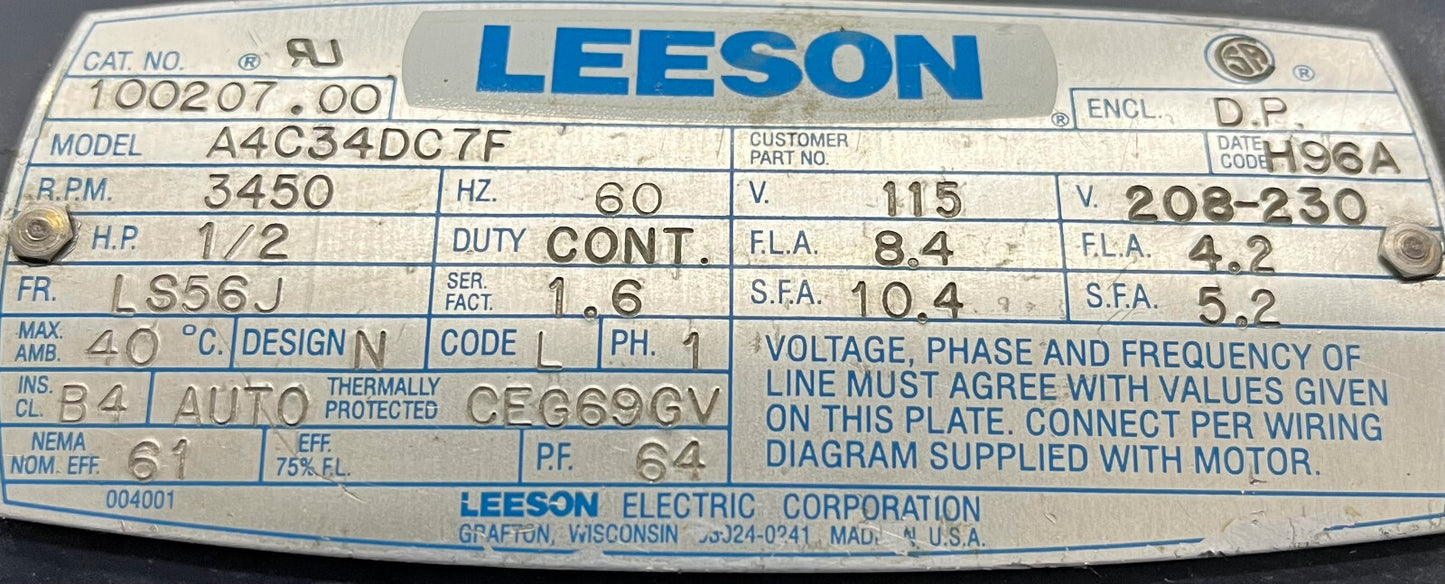 CAT. NO. ® RU LEESON ® SA ®
100207.00 ENCL. D.P.
MODEL A4C34DC7F CUSTOMER PART NO. DATE CODE H96A
R.P.M. 3450 HZ. 60 V. 115 V. 208-230
H.P. 1/2 DUTY CONT. F.L.A. 8.4 F.L.A. 4.2
FR. LS56J SER. FACT. 1.6 S.F.A. 10.4 S.F.A. 5.2
MAX. AMB. 40 °C. DESIGN N CODE L PH. 1
INS. CL. B4 AUTO THERMALLY PROTECTED CEG69GV
NEMA NOM. EFF. 61 EFF. 75% F.L. P.F. 64
VOLTAGE, PHASE AND FREQUENCY OF
LINE MUST AGREE WITH VALUES GIVEN
ON THIS PLATE. CONNECT PER WIRING
DIAGRAM SUPPLIED WITH MOTOR.
004001 LEESON ELECTRIC CORPORATION
GRAFTON, WISCONSIN MADE IN U.S.A.